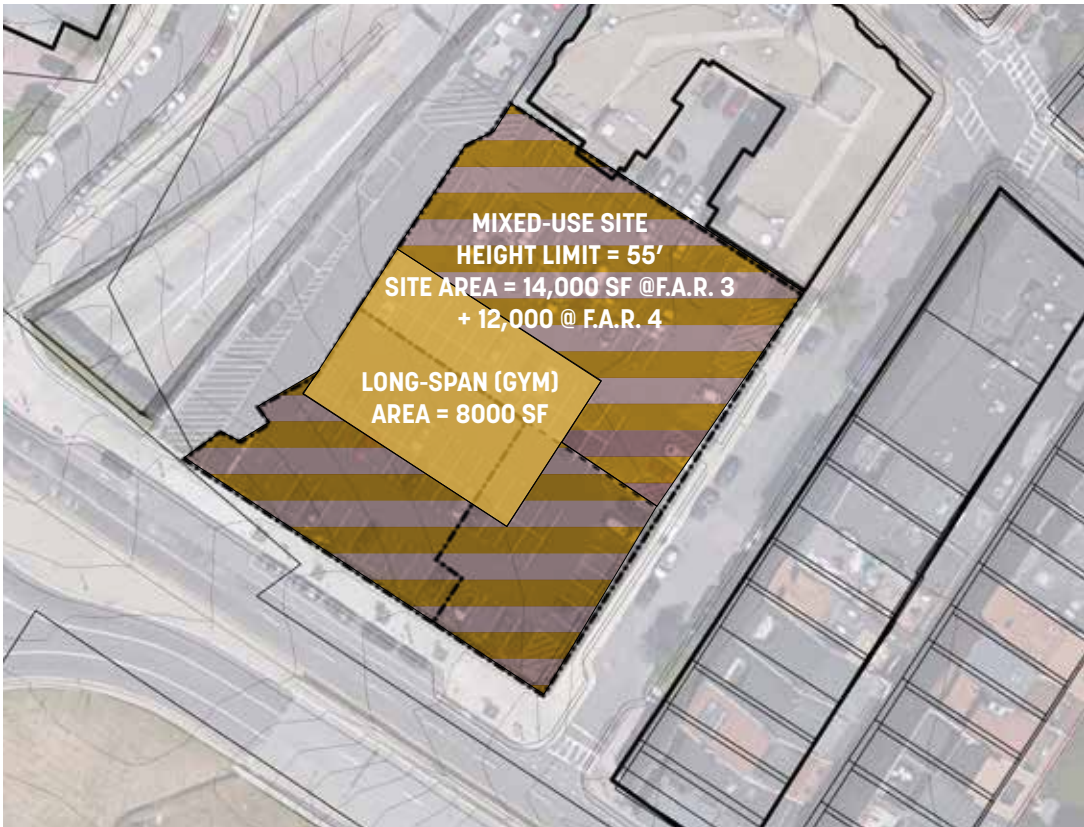 MIXED-USE SITE
HEIGHT LIMIT = 55′
SITE AREA = 14,000 SF @F.A.R. 3
+ 12,000 @ F.A.R. 4
LONG-SPAN (GYM)
AREA = 8000 SF